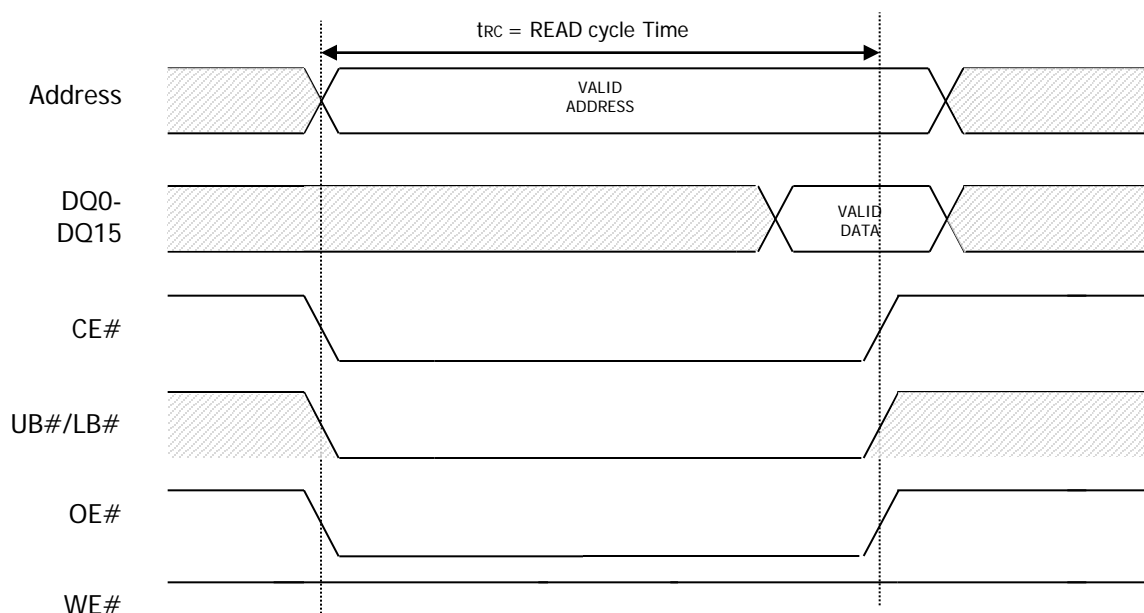 tRC = READ cycle Time
Address
VALID
ADDRESS
DQ0-
DQ15
VALID
DATA
CE#
UB#/LB#
OE#
WE#